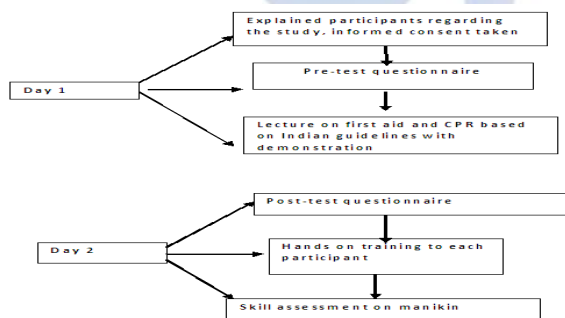 Explained participants regarding
the study, informed consent taken
Day 1
Pre-test questionnaire
Lecture on first aid and CPR based
on Indian guidelines with
demonstration
Post-test questionnaire
Day 2
Hands on training to each
participant
Skill assessment on manikin